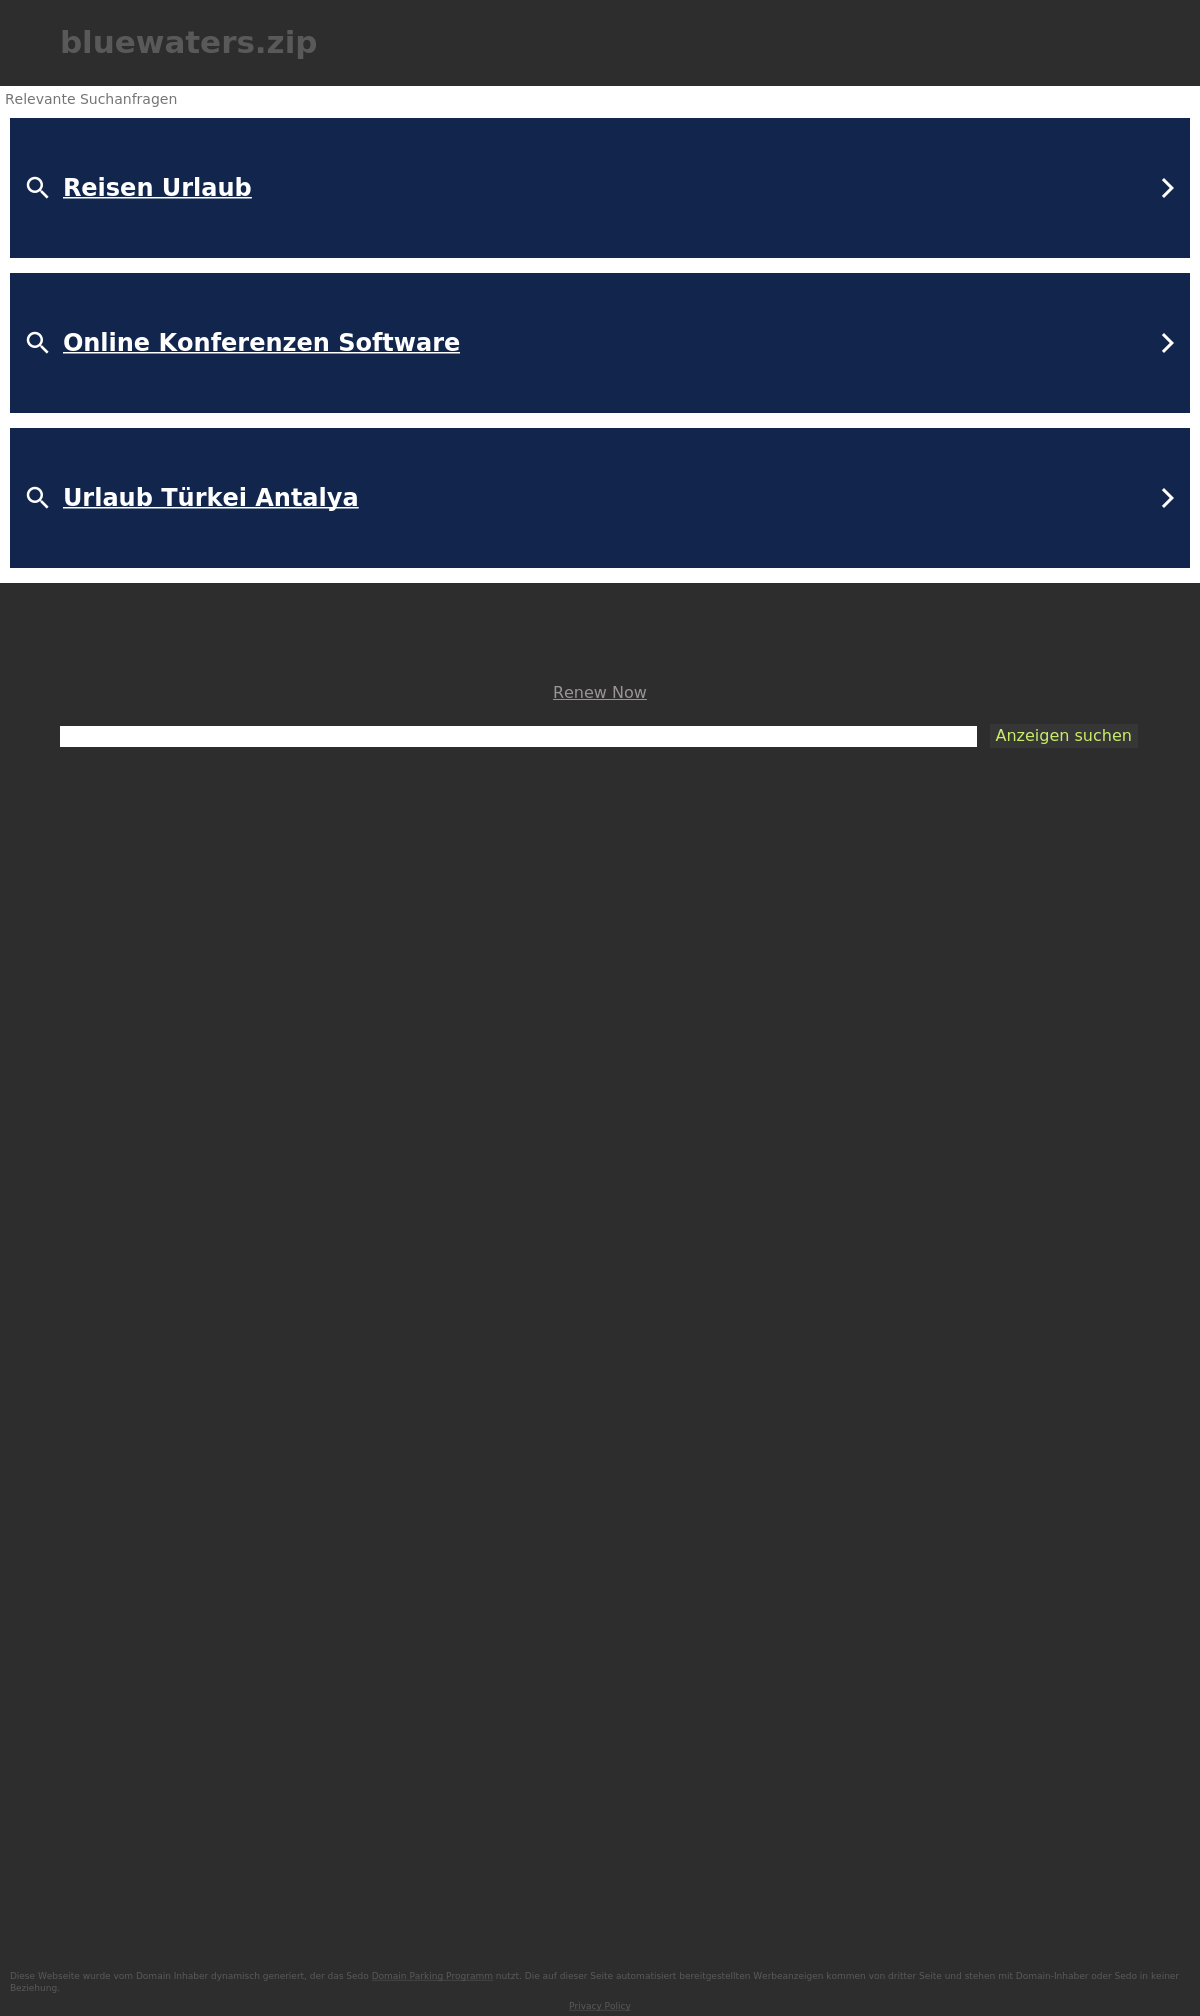 bluewaters.zip
Relevante Suchanfragen
Reisen Urlaub
Online Konferenzen Software
Urlaub Türkei Antalya
Renew Now
Anzeigen suchen
Diese Webseite wurde vom Domain Inhaber dynamisch generiert, der das Sedo Domain Parking Programm nutzt. Die auf dieser Seite automatisiert bereitgestellten Werbeanzeigen kommen von dritter Seite und stehen mit Domain-Inhaber oder Sedo in keiner
Beziehung.
Privacy Policy